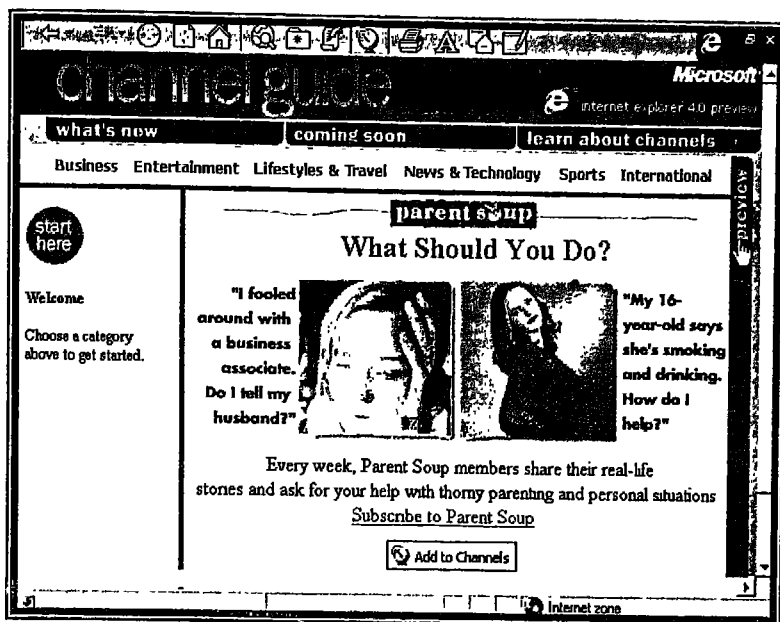 channel guide
Microsoft
internet explorer 4.0 preview
what's new
coming soon
learn about channels
Business Entertainment Lifestyles & Travel News & Technology Sports International
preview
start
here
Welcome
Choose a category
above to get started.
parent soup
What Should You Do?
"I fooled
around with
a business
associate.
Do I tell my
husband?"
"My 16-
year-old says
she's smoking
and drinking.
How do I
help?"
Every week, Parent Soup members share their real-life
stories and ask for your help with thorny parenting and personal situations
Subscribe to Parent Soup
Add to Channels
Internet zone